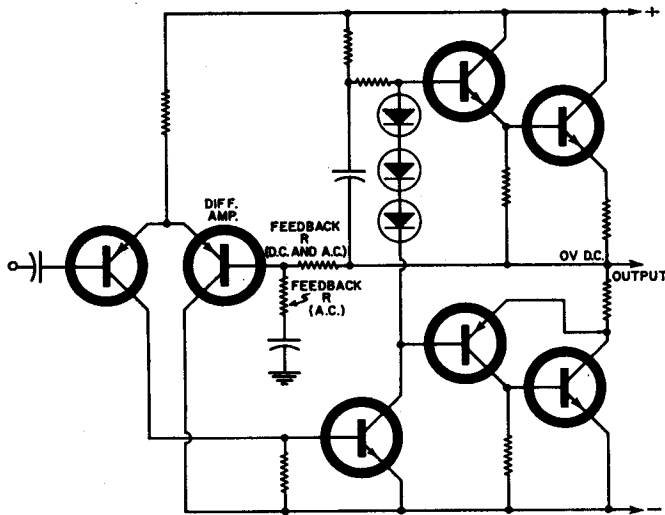 +
DIFF.
AMP.
FEEDBACK
R
(D.C. AND A.C.)
0V D.C.
OUTPUT
FEEDBACK
R
(A.C.)
−